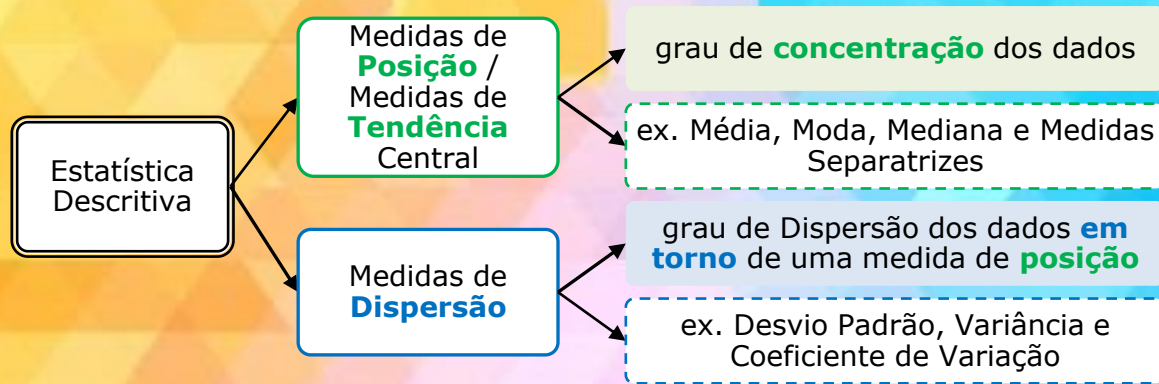 Estatística
Descritiva
Medidas de
Posição /
Medidas de
Tendência
Central
grau de concentração dos dados
ex. Média, Moda, Mediana e Medidas
Separatrizes
Medidas de
Dispersão
grau de Dispersão dos dados em
torno de uma medida de posição
ex. Desvio Padrão, Variância e
Coeficiente de Variação